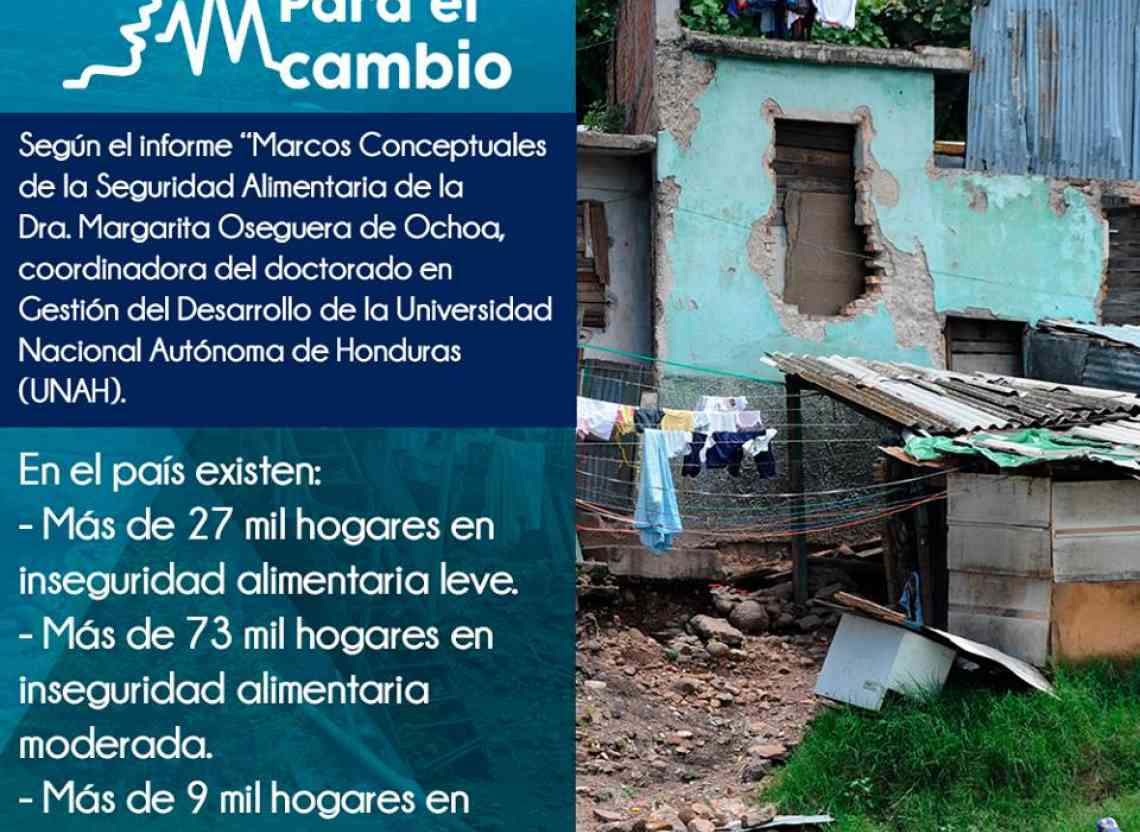 Para el
cambio
Según el informe “Marcos Conceptuales
de la Seguridad Alimentaria de la
Dra. Margarita Oseguera de Ochoa,
coordinadora del doctorado en
Gestión del Desarrollo de la Universidad
Nacional Autónoma de Honduras
(UNAH).
En el país existen:
- Más de 27 mil hogares en
inseguridad alimentaria leve.
- Más de 73 mil hogares en
inseguridad alimentaria
moderada.
- Más de 9 mil hogares en